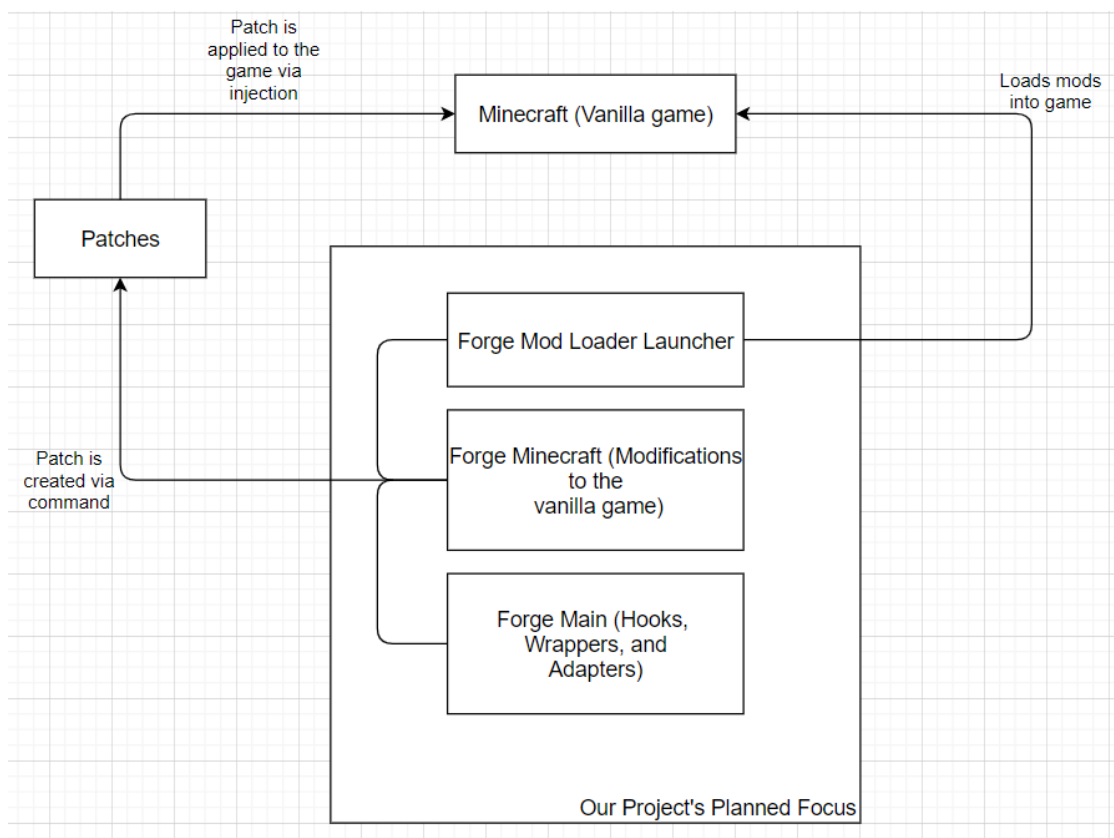 Patch is
applied to the
game via
injection
Minecraft (Vanilla game)
Loads mods
into game
Patches
Forge Mod Loader Launcher
Patch is
created via
command
Forge Minecraft (Modifications
to the
vanilla game)
Forge Main (Hooks,
Wrappers, and
Adapters)
Our Project's Planned Focus